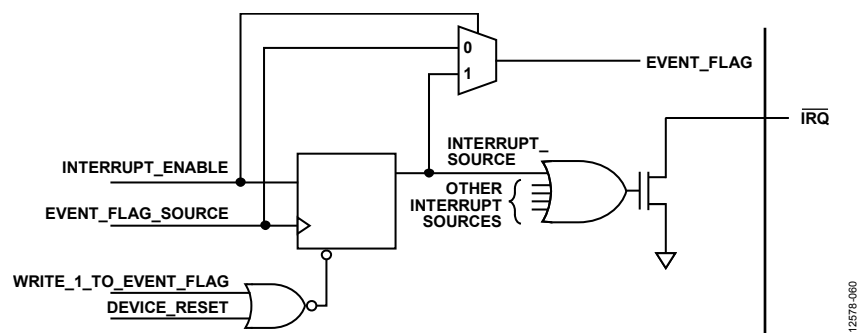 0
1
EVENT_FLAG
IRQ
INTERRUPT_ENABLE
INTERRUPT_
SOURCE
OTHER
INTERRUPT
SOURCES
EVENT_FLAG_SOURCE
WRITE_1_TO_EVENT_FLAG
DEVICE_RESET
12578-060